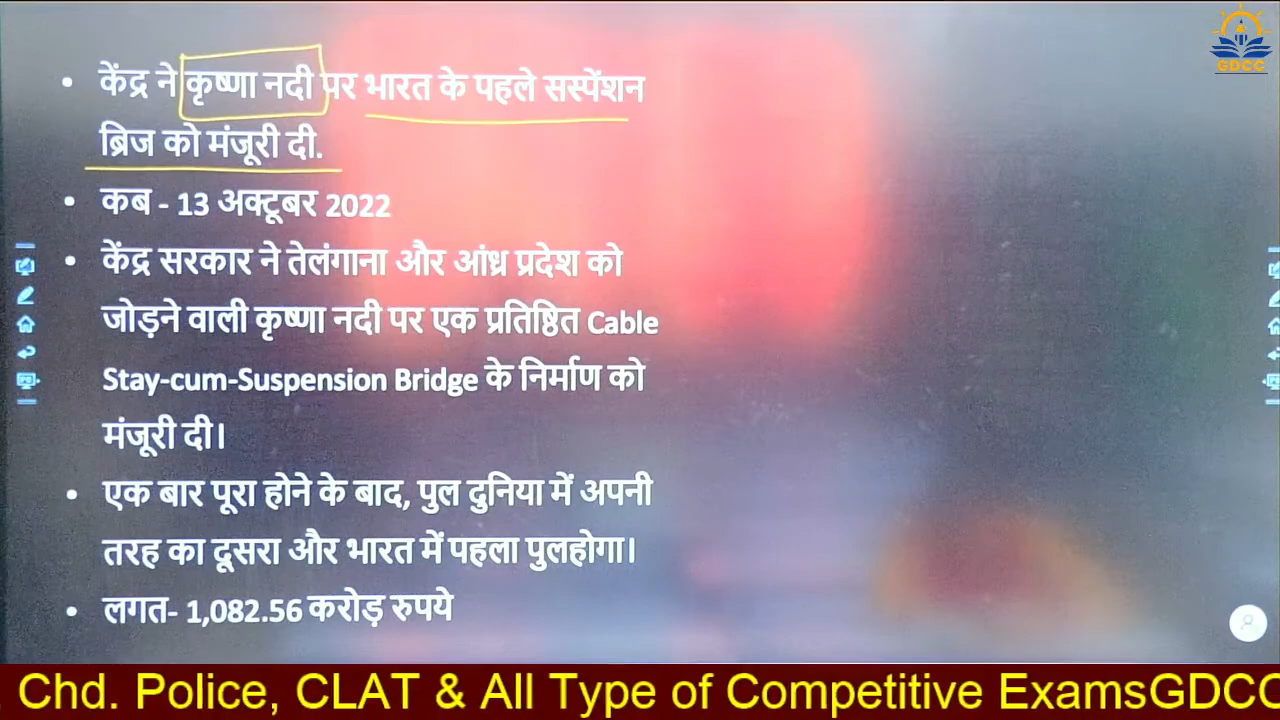 GDCC
केंद्र ने कृष्णा नदी पर भारत के पहले सस्पेंशन
ब्रिज को मंजूरी दी.
कब - 13 अक्टूबर 2022
केंद्र सरकार ने तेलंगाना और आंध्र प्रदेश को
जोड़ने वाली कृष्णा नदी पर एक प्रतिष्ठित Cable
Stay-cum-Suspension Bridge के निर्माण को
मंजूरी दी।
एक बार पूरा होने के बाद, पुल दुनिया में अपनी
तरह का दूसरा और भारत में पहला पुलहोगा।
लगत- 1,082.56 करोड़ रुपये
Chd. Police, CLAT & All Type of Competitive ExamsGDCC